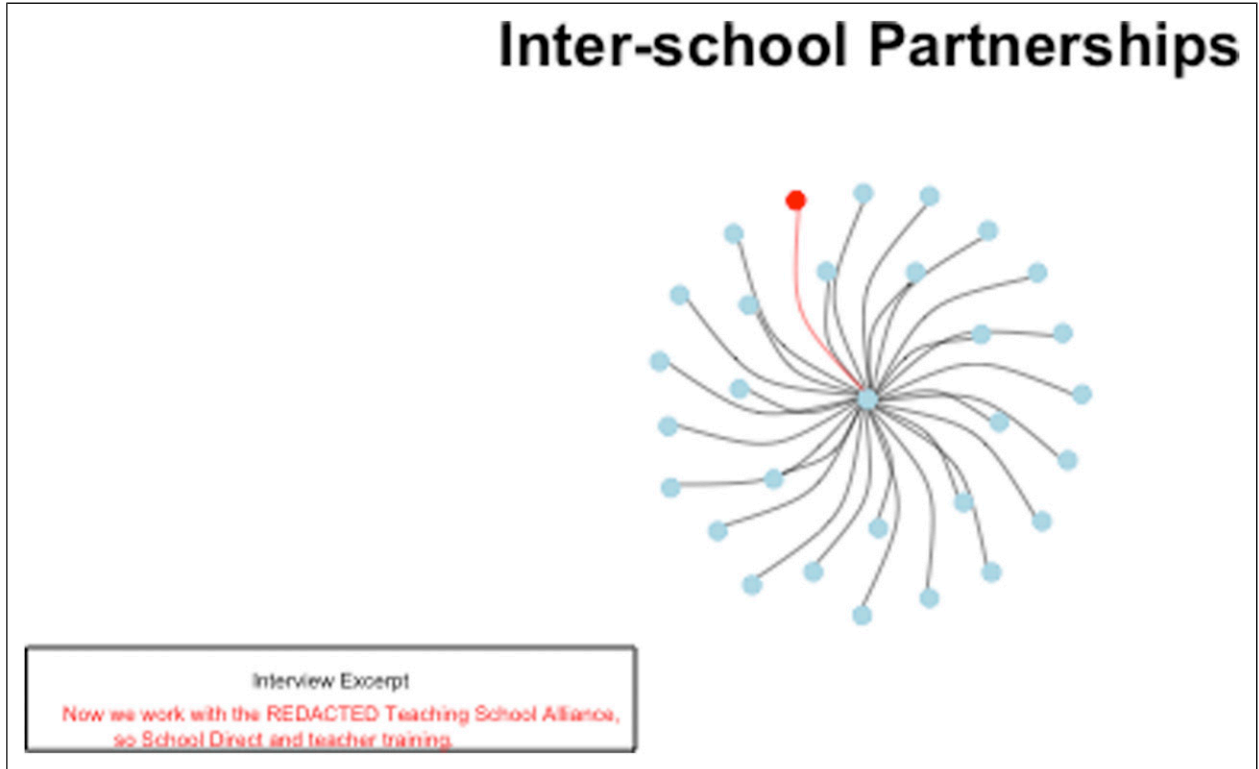 Inter-school Partnerships
Interview Excerpt
Now we work with the REDACTED Teaching School Alliance,
so School Direct and teacher training.